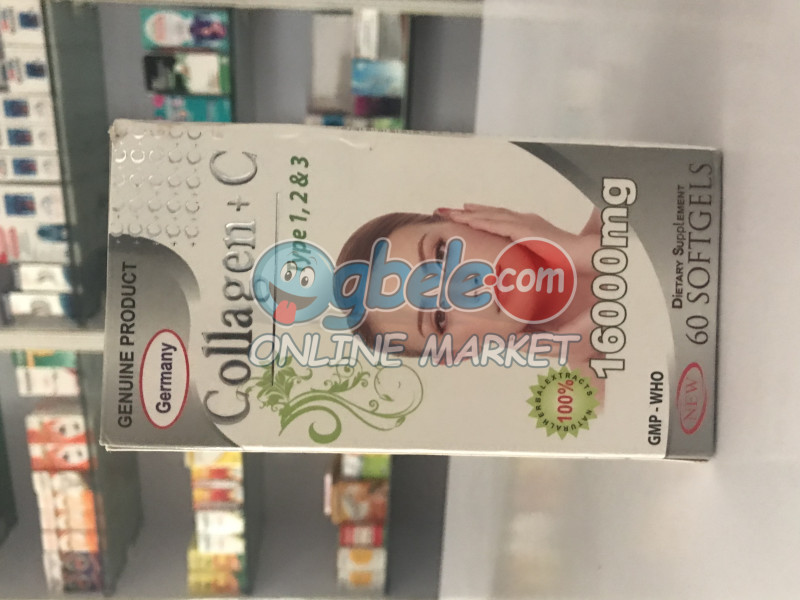 GENUINE PRODUCT
Germany
Collagen + C
Type 1, 2 & 3
gbele.com
ONLINE MARKET
16000mg
100%
NATURAL HERBAL EXTRACTS
GMP - WHO
DIETARY SUPPLEMENT
60 SOFTGELS
NEW